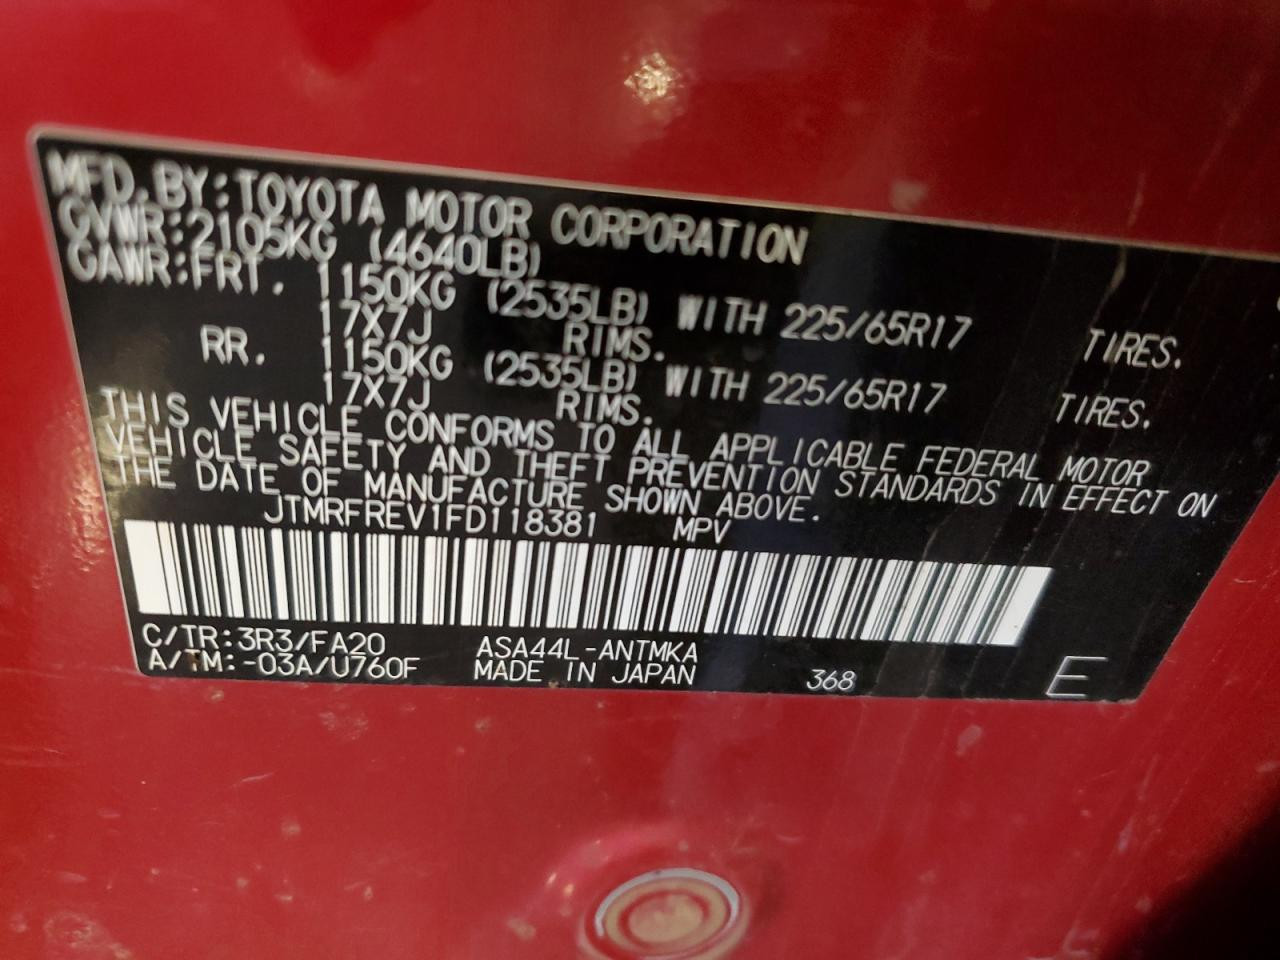 MFD.BY:TOYOTA MOTOR CORPORATION
GVWR:2105KG (4640LB)
GAWR:FRT. 1150KG (2535LB) WITH 225/65R17 TIRES.
17X7J RIMS.
RR. 1150KG (2535LB) WITH 225/65R17 TIRES.
17X7J RIMS.
THIS VEHICLE CONFORMS TO ALL APPLICABLE FEDERAL MOTOR
VEHICLE SAFETY AND THEFT PREVENTION STANDARDS IN EFFECT ON
THE DATE OF MANUFACTURE SHOWN ABOVE.
JTMRFREV1FD118381 MPV
C/TR:3R3/FA20 ASA44L-ANTMKA
A/TM:-03A/U760F MADE IN JAPAN 368 E